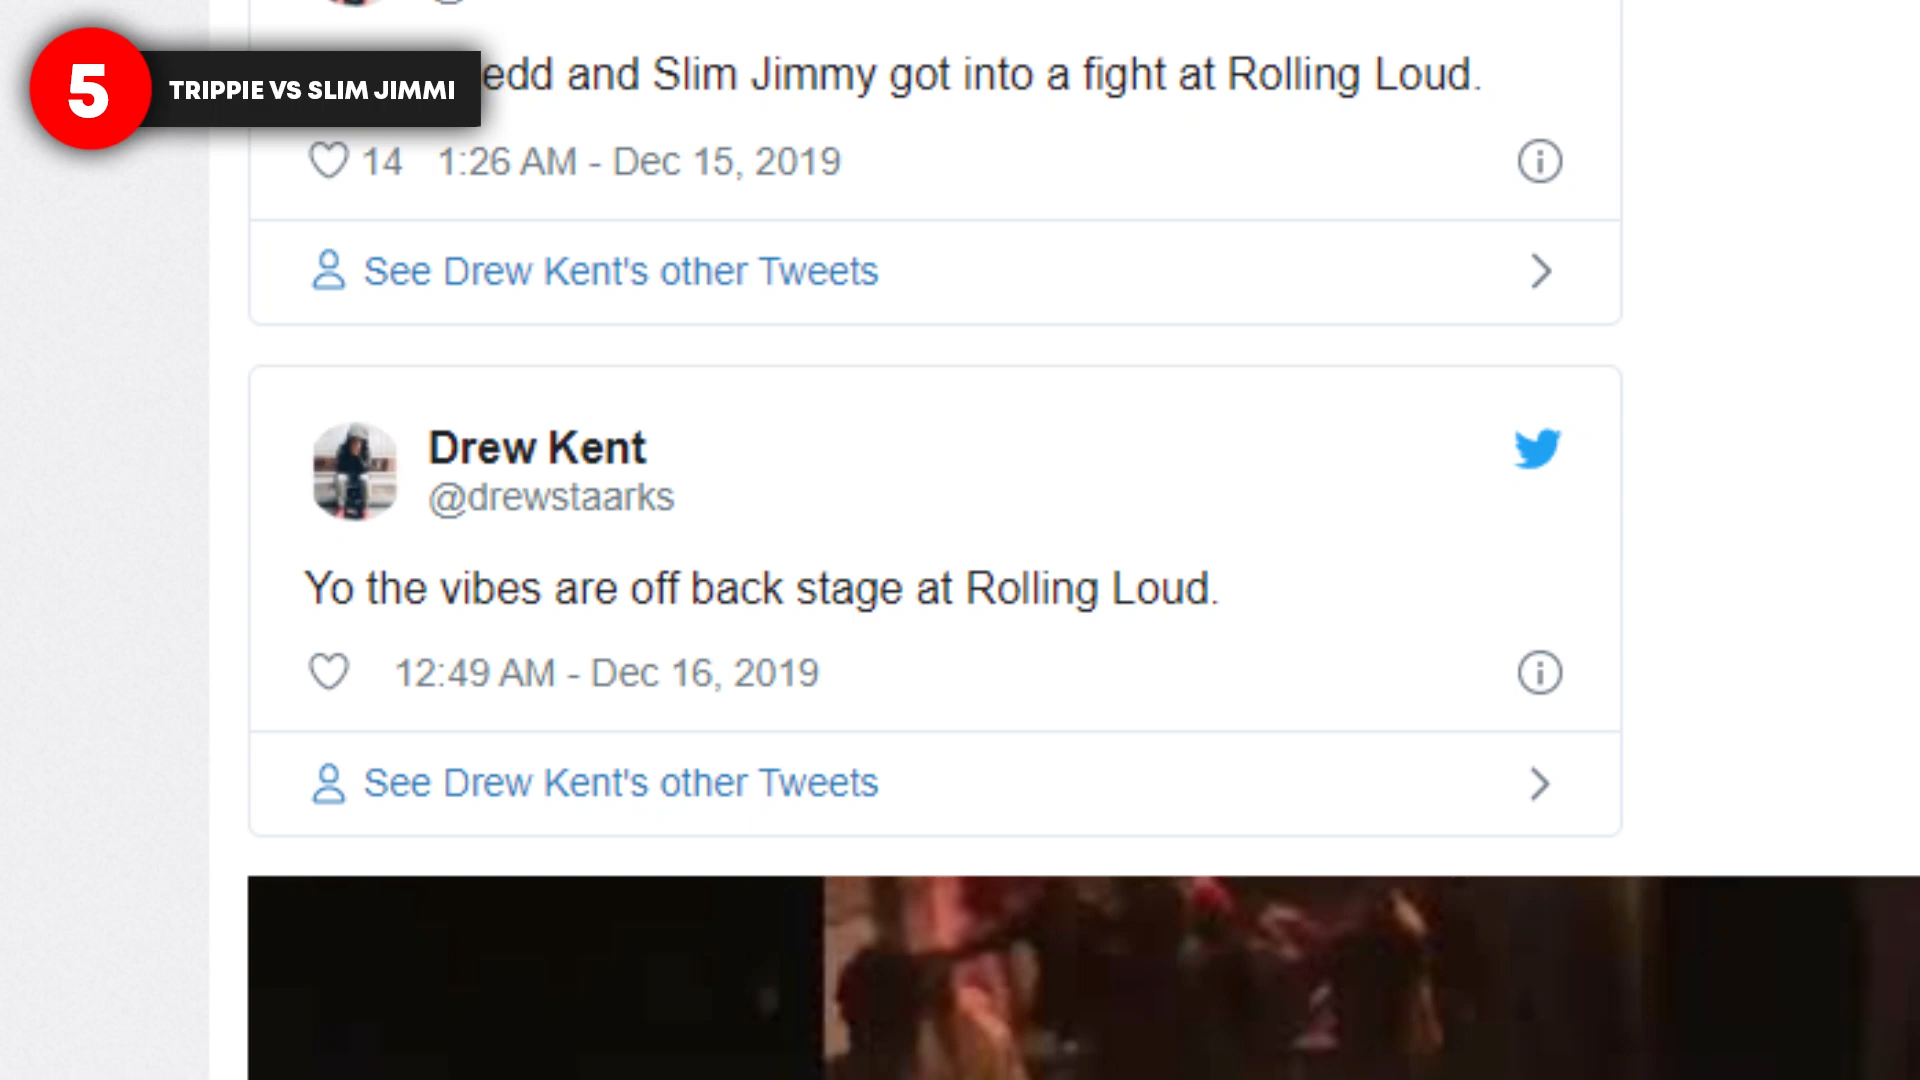 5
TRIPPIE VS SLIM JIMMI
edd and Slim Jimmy got into a fight at Rolling Loud.
14 1:26 AM - Dec 15, 2019
See Drew Kent's other Tweets
Drew Kent
@drewstaarks
Yo the vibes are off back stage at Rolling Loud.
12:49 AM - Dec 16, 2019
See Drew Kent's other Tweets